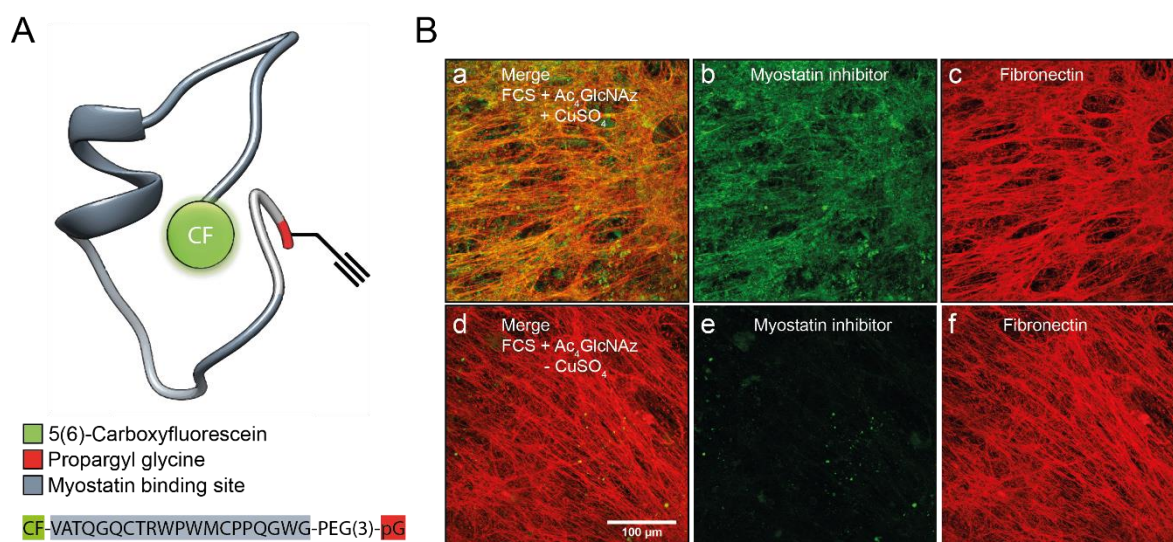 A
CF
5(6)-Carboxyfluorescein
Propargyl glycine
Myostatin binding site
CF-VATQGQCTRWPWMCPPQGWG-PEG(3)-pG
B
a
Merge
FCS + Ac4GlcNAz
+ CuSO4
b
Myostatin inhibitor
c
Fibronectin
d
Merge
FCS + Ac4GlcNAz
- CuSO4
100 µm
e
Myostatin inhibitor
f
Fibronectin